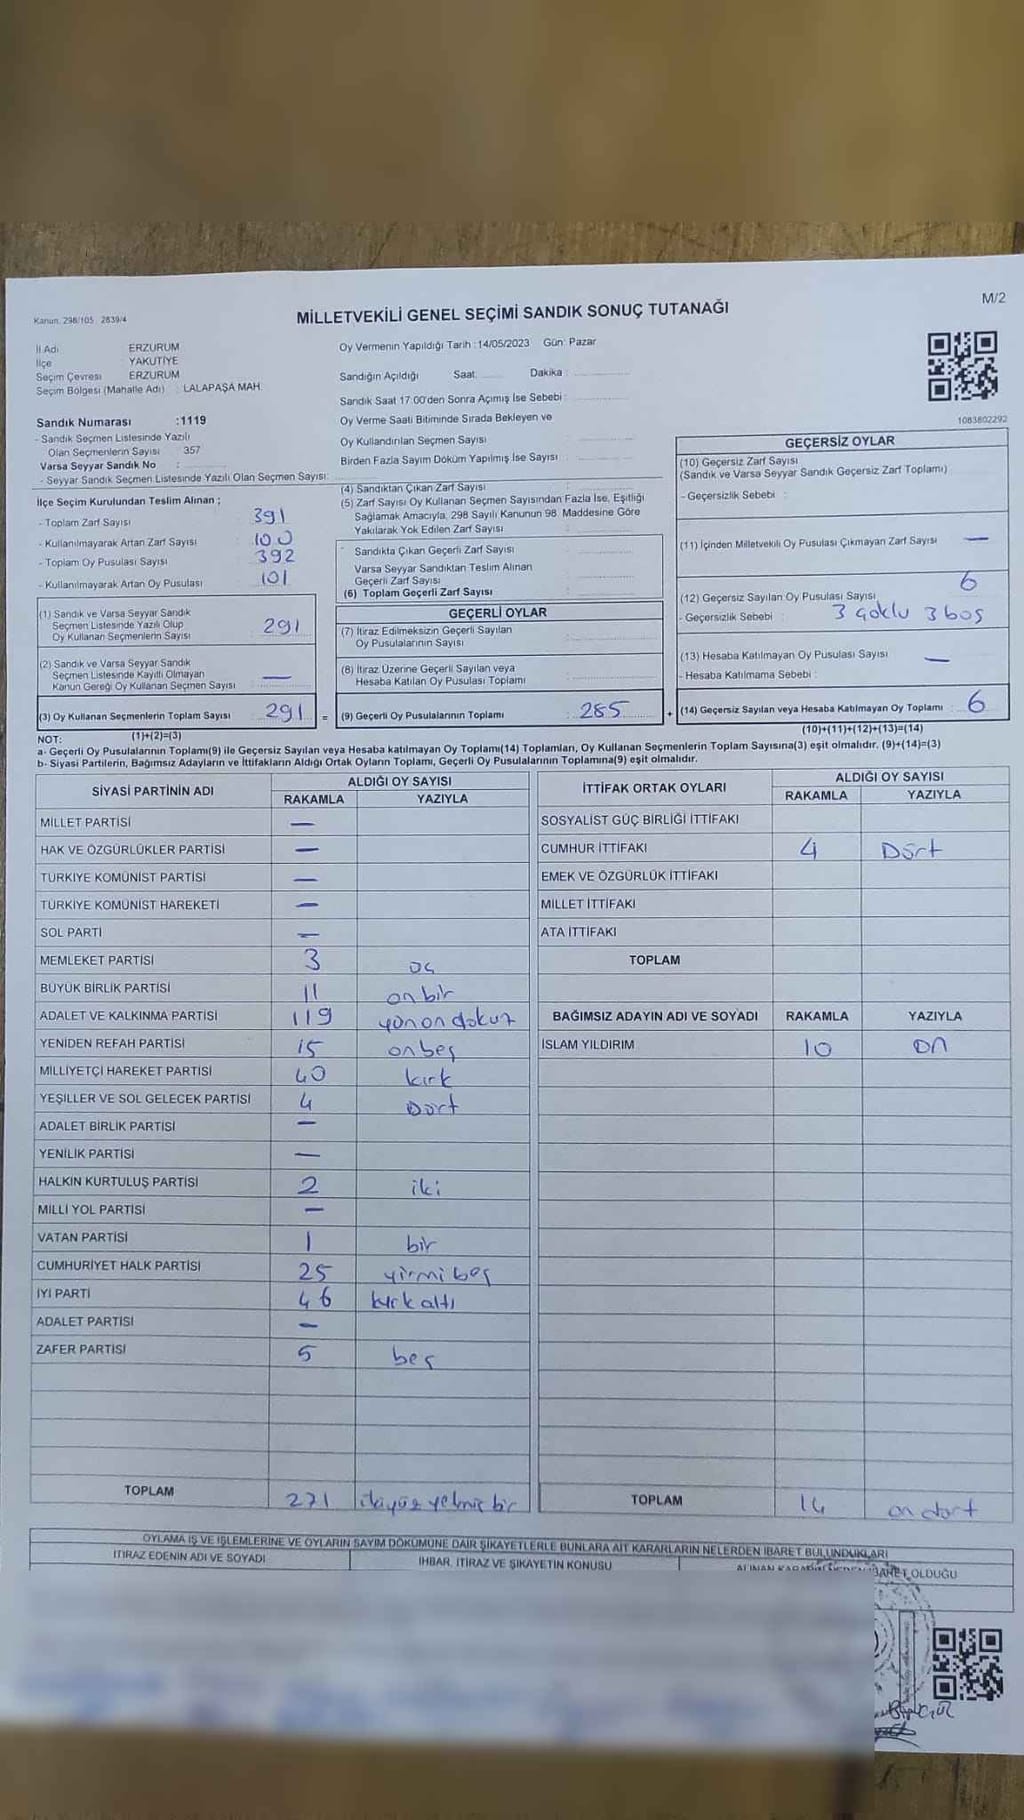 M/2
Kanun: 298/105 2839/4
MİLLETVEKİLİ GENEL SEÇİMİ SANDIK SONUÇ TUTANAĞI
İl Adı ERZURUM
İlçe YAKUTİYE
Seçim Çevresi ERZURUM
Seçim Bölgesi (Mahalle Adı) : LALAPAŞA MAH.
Oy Vermenin Yapıldığı Tarih :14/05/2023 Gün: Pazar
Sandığın Açıldığı Saat: Dakika :
Sandık Saat 17:00'den Sonra Açımış İse Sebebi :
Oy Verme Saati Bitiminde Sırada Bekleyen ve
Oy Kullandırılan Seçmen Sayısı :
Birden Fazla Sayım Döküm Yapılmış İse Sayısı :
1083802292
Sandık Numarası :1119
- Sandık Seçmen Listesinde Yazılı
Olan Seçmenlerin Sayısı : 357
Varsa Seyyar Sandık No :
- Seyyar Sandık Seçmen Listesinde Yazılı Olan Seçmen Sayısı:
İlçe Seçim Kurulundan Teslim Alınan ;
- Toplam Zarf Sayısı 391
- Kullanılmayarak Artan Zarf Sayısı 100
- Toplam Oy Pusulası Sayısı 392
- Kullanılmayarak Artan Oy Pusulası 101
(1) Sandık ve Varsa Seyyar Sandık
Seçmen Listesinde Yazılı Olup
Oy Kullanan Seçmenlerin Sayısı : 291
(2) Sandık ve Varsa Seyyar Sandık
Seçmen Listesinde Kayıtlı Olmayan
Kanun Gereği Oy Kullanan Seçmen Sayısı : —
(3) Oy Kullanan Seçmenlerin Toplam Sayısı : 291 =
(1)+(2)=(3)
(4) Sandıktan Çıkan Zarf Sayısı :
(5) Zarf Sayısı Oy Kullanan Seçmen Sayısından Fazla İse, Eşitliği
Sağlamak Amacıyla, 298 Sayılı Kanunun 98. Maddesine Göre
Yakılarak Yok Edilen Zarf Sayısı :
Sandıkta Çıkan Geçerli Zarf Sayısı :
Varsa Seyyar Sandıktan Teslim Alınan
Geçerli Zarf Sayısı :
(6) Toplam Geçerli Zarf Sayısı :
GEÇERLİ OYLAR
(7) İtiraz Edilmeksizin Geçerli Sayılan
Oy Pusulalarının Sayısı :
(8) İtiraz Üzerine Geçerli Sayılan veya
Hesaba Katılan Oy Pusulası Toplamı :
(9) Geçerli Oy Pusulalarının Toplamı : 285 +
GEÇERSİZ OYLAR
(10) Geçersiz Zarf Sayısı
(Sandık ve Varsa Seyyar Sandık Geçersiz Zarf Toplamı) :
- Geçersizlik Sebebi :
(11) İçinden Milletvekili Oy Pusulası Çıkmayan Zarf Sayısı : —
(12) Geçersiz Sayılan Oy Pusulası Sayısı : 6
- Geçersizlik Sebebi : 3 çoklu 3 boş
(13) Hesaba Katılmayan Oy Pusulası Sayısı : —
- Hesaba Katılmama Sebebi :
(14) Geçersiz Sayılan veya Hesaba Katılmayan Oy Toplamı : 6
(10)+(11)+(12)+(13)=(14)
NOT:
a- Geçerli Oy Pusulalarının Toplamı(9) ile Geçersiz Sayılan veya Hesaba katılmayan Oy Toplamı(14) Toplamları, Oy Kullanan Seçmenlerin Toplam Sayısına(3) eşit olmalıdır. (9)+(14)=(3)
b- Siyasi Partilerin, Bağımsız Adayların ve İttifakların Aldığı Ortak Oyların Toplamı, Geçerli Oy Pusulalarının Toplamına(9) eşit olmalıdır.
SİYASİ PARTİNİN ADI ALDIĞI OY SAYISI
RAKAMLA YAZIYLA
MİLLET PARTİSİ —
HAK VE ÖZGÜRLÜKLER PARTİSİ —
TÜRKİYE KOMÜNİST PARTİSİ —
TÜRKİYE KOMÜNİST HAREKETİ —
SOL PARTİ —
MEMLEKET PARTİSİ 3 üç
BÜYÜK BİRLİK PARTİSİ 11 on bir
ADALET VE KALKINMA PARTİSİ 119 yüzondokuz
YENİDEN REFAH PARTİSİ 15 onbeş
MİLLİYETÇİ HAREKET PARTİSİ 40 kırk
YEŞİLLER VE SOL GELECEK PARTİSİ 4 Dört
ADALET BİRLİK PARTİSİ —
YENİLİK PARTİSİ —
HALKIN KURTULUŞ PARTİSİ 2 iki
MİLLİ YOL PARTİSİ —
VATAN PARTİSİ 1 bir
CUMHURİYET HALK PARTİSİ 25 yirmi beş
İYİ PARTİ 46 kırk altı
ADALET PARTİSİ —
ZAFER PARTİSİ 5 beş
TOPLAM 271 ikiyüz yetmiş bir
İTTİFAK ORTAK OYLARI ALDIĞI OY SAYISI
RAKAMLA YAZIYLA
SOSYALİST GÜÇ BİRLİĞİ İTTİFAKI
CUMHUR İTTİFAKI 4 Dört
EMEK VE ÖZGÜRLÜK İTTİFAKI
MİLLET İTTİFAKI
ATA İTTİFAKI
TOPLAM
BAĞIMSIZ ADAYIN ADI VE SOYADI RAKAMLA YAZIYLA
İSLAM YILDIRIM 10 on
TOPLAM 14 on dört
OYLAMA İŞ VE İŞLEMLERİNE VE OYLARIN SAYIM DÖKÜMÜNE DAİR ŞİKAYETLERLE BUNLARA AİT KARARLARIN NELERDEN İBARET BULUNDUKLARI
İTİRAZ EDENİN ADI VE SOYADI İHBAR, İTİRAZ VE ŞİKAYETİN KONUSU ALINAN OLDUĞU